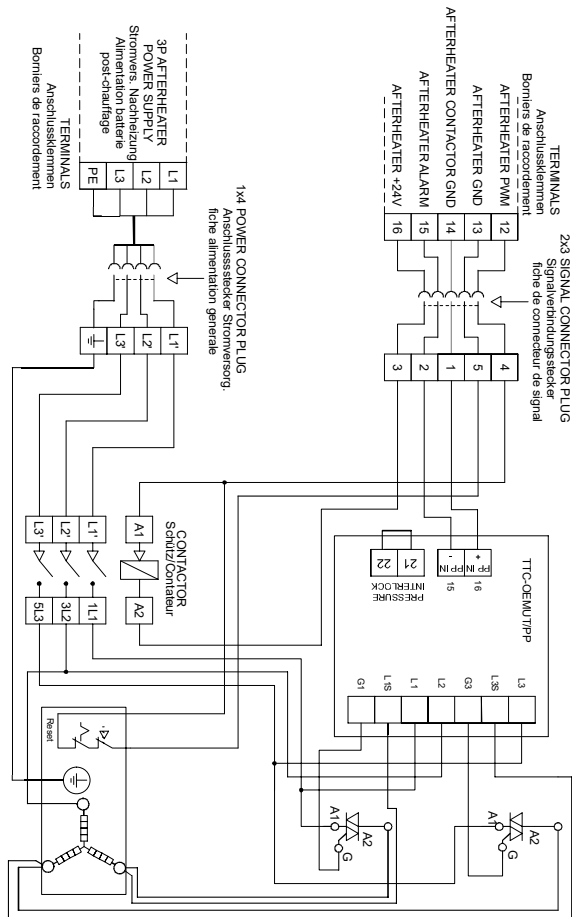 TERMINALS
Anschlussklemmen
Borniers de raccordement
AFTERHEATER PWM
AFTERHEATER GND
AFTERHEATER CONTACTOR GND
AFTERHEATER ALARM
AFTERHEATER +24V
12
13
14
15
16
2x3 SIGNAL CONNECTOR PLUG
Signalverbindungsstecker
fiche de connecteur de signal
4
5
1
2
3
TTC-OEMUT/PP
16
15
+ PP IN
- PP IN
21
22
PRESSURE
INTERLOCK
L3
L3S
G3
L2
L1
L1S
G1
A1
A2
G
A1
A2
G
3P AFTERHEATER
POWER SUPPLY
Stromvers. Nachheizung
Alimentation batterie
post-chauffage
L1
L2
L3
PE
TERMINALS
Anschlussklemmen
Borniers de raccordement
1x4 POWER CONNECTOR PLUG
Anschlusssstecker Stromversorg.
fiche alimentation generale
L1'
L2'
L3'
CONTACTOR
Schütz/Contateur
A1
A2
L1'
L2'
L3'
1L1
3L2
5L3
Reset